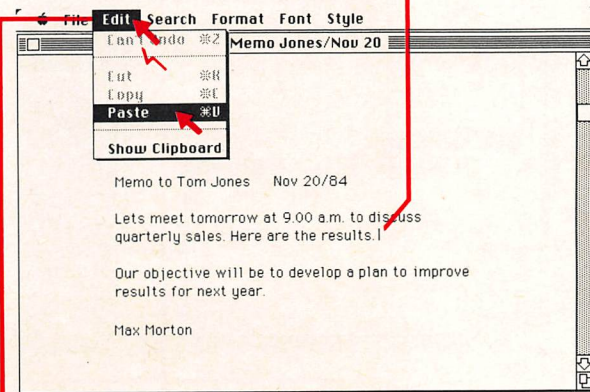 File Edit Search Format Font Style
Memo Jones/Nov 20
Can't Undo ⌘Z
Cut ⌘X
Copy ⌘C
Paste ⌘V
Show Clipboard
Memo to Tom Jones Nov 20/84
Lets meet tomorrow at 9.00 a.m. to discuss
quarterly sales. Here are the results.
Our objective will be to develop a plan to improve
results for next year.
Max Morton